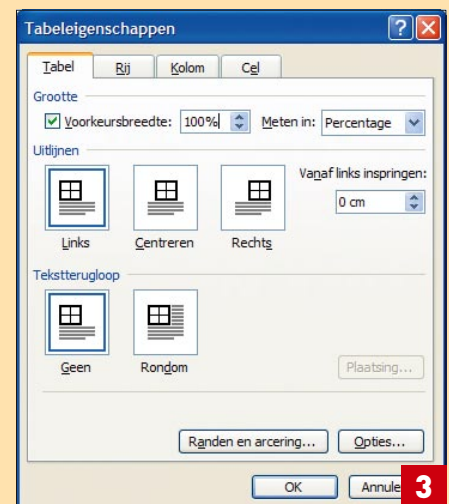 Tabeleigenschappen
Tabel Rij Kolom Cel
Grootte
Voorkeursbreedte: 100% Meten in: Percentage
Uitlijnen
Vanaf links inspringen:
0 cm
Links Centreren Rechts
Tekstterugloop
Geen Rondom Plaatsing...
Randen en arcering... Opties...
OK Annule
3